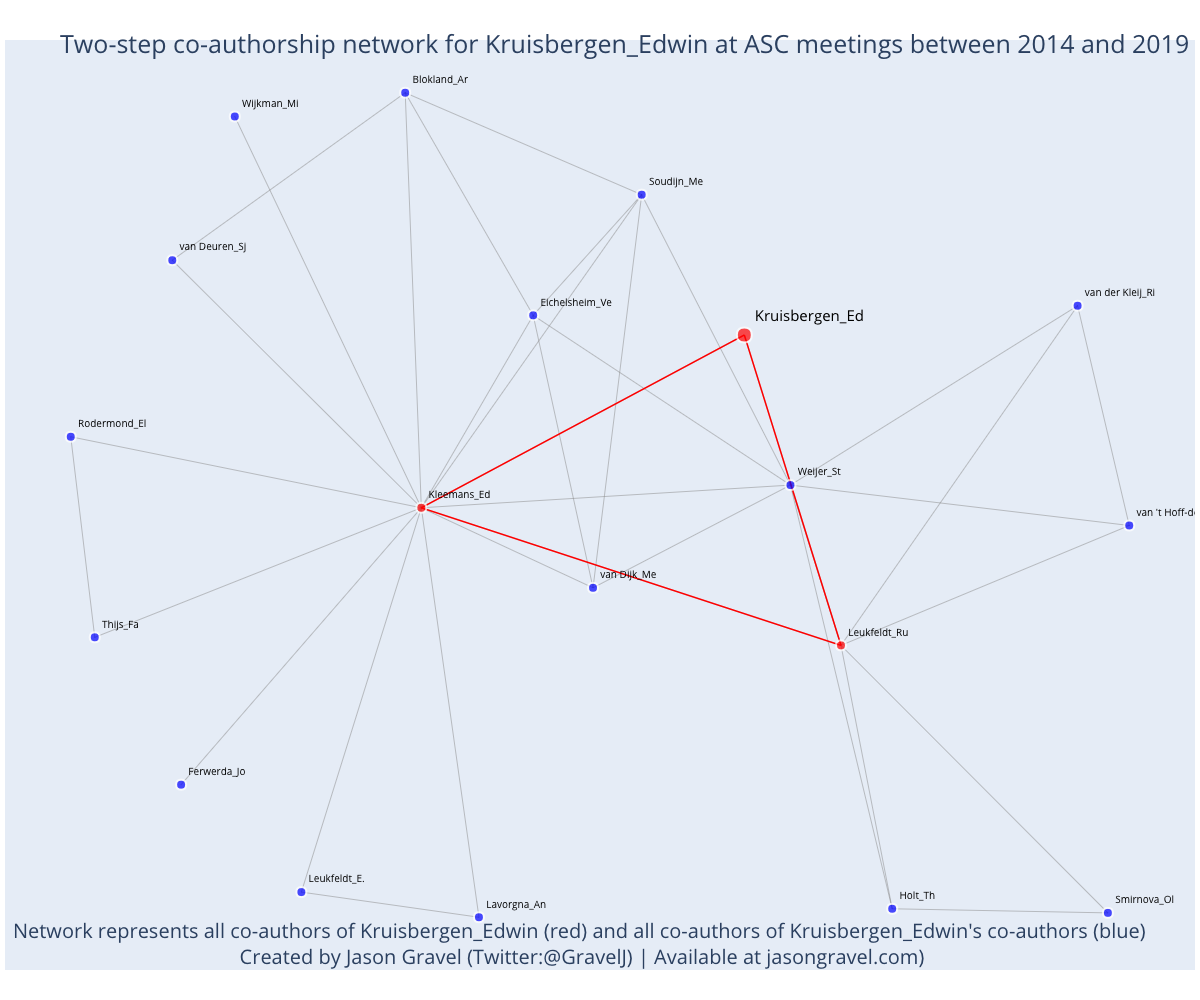 Two-step co-authorship network for Kruisbergen_Edwin at ASC meetings between 2014 and 2019
Blokland_Ar
Wijkman_Mi
Soudijn_Me
van Deuren_Sj
van der Kleij_Ri
Eichelsheim_Ve
Kruisbergen_Ed
Rodermond_El
Weijer_St
Kleemans_Ed
van 't Hoff-de
van Dijk_Me
Thijs_Fa
Leukfeldt_Ru
Ferwerda_Jo
Leukfeldt_E.
Holt_Th
Smirnova_Ol
Lavorgna_An
Network represents all co-authors of Kruisbergen_Edwin (red) and all co-authors of Kruisbergen_Edwin's co-authors (blue)
Created by Jason Gravel (Twitter:@GravelJ) | Available at jasongravel.com)